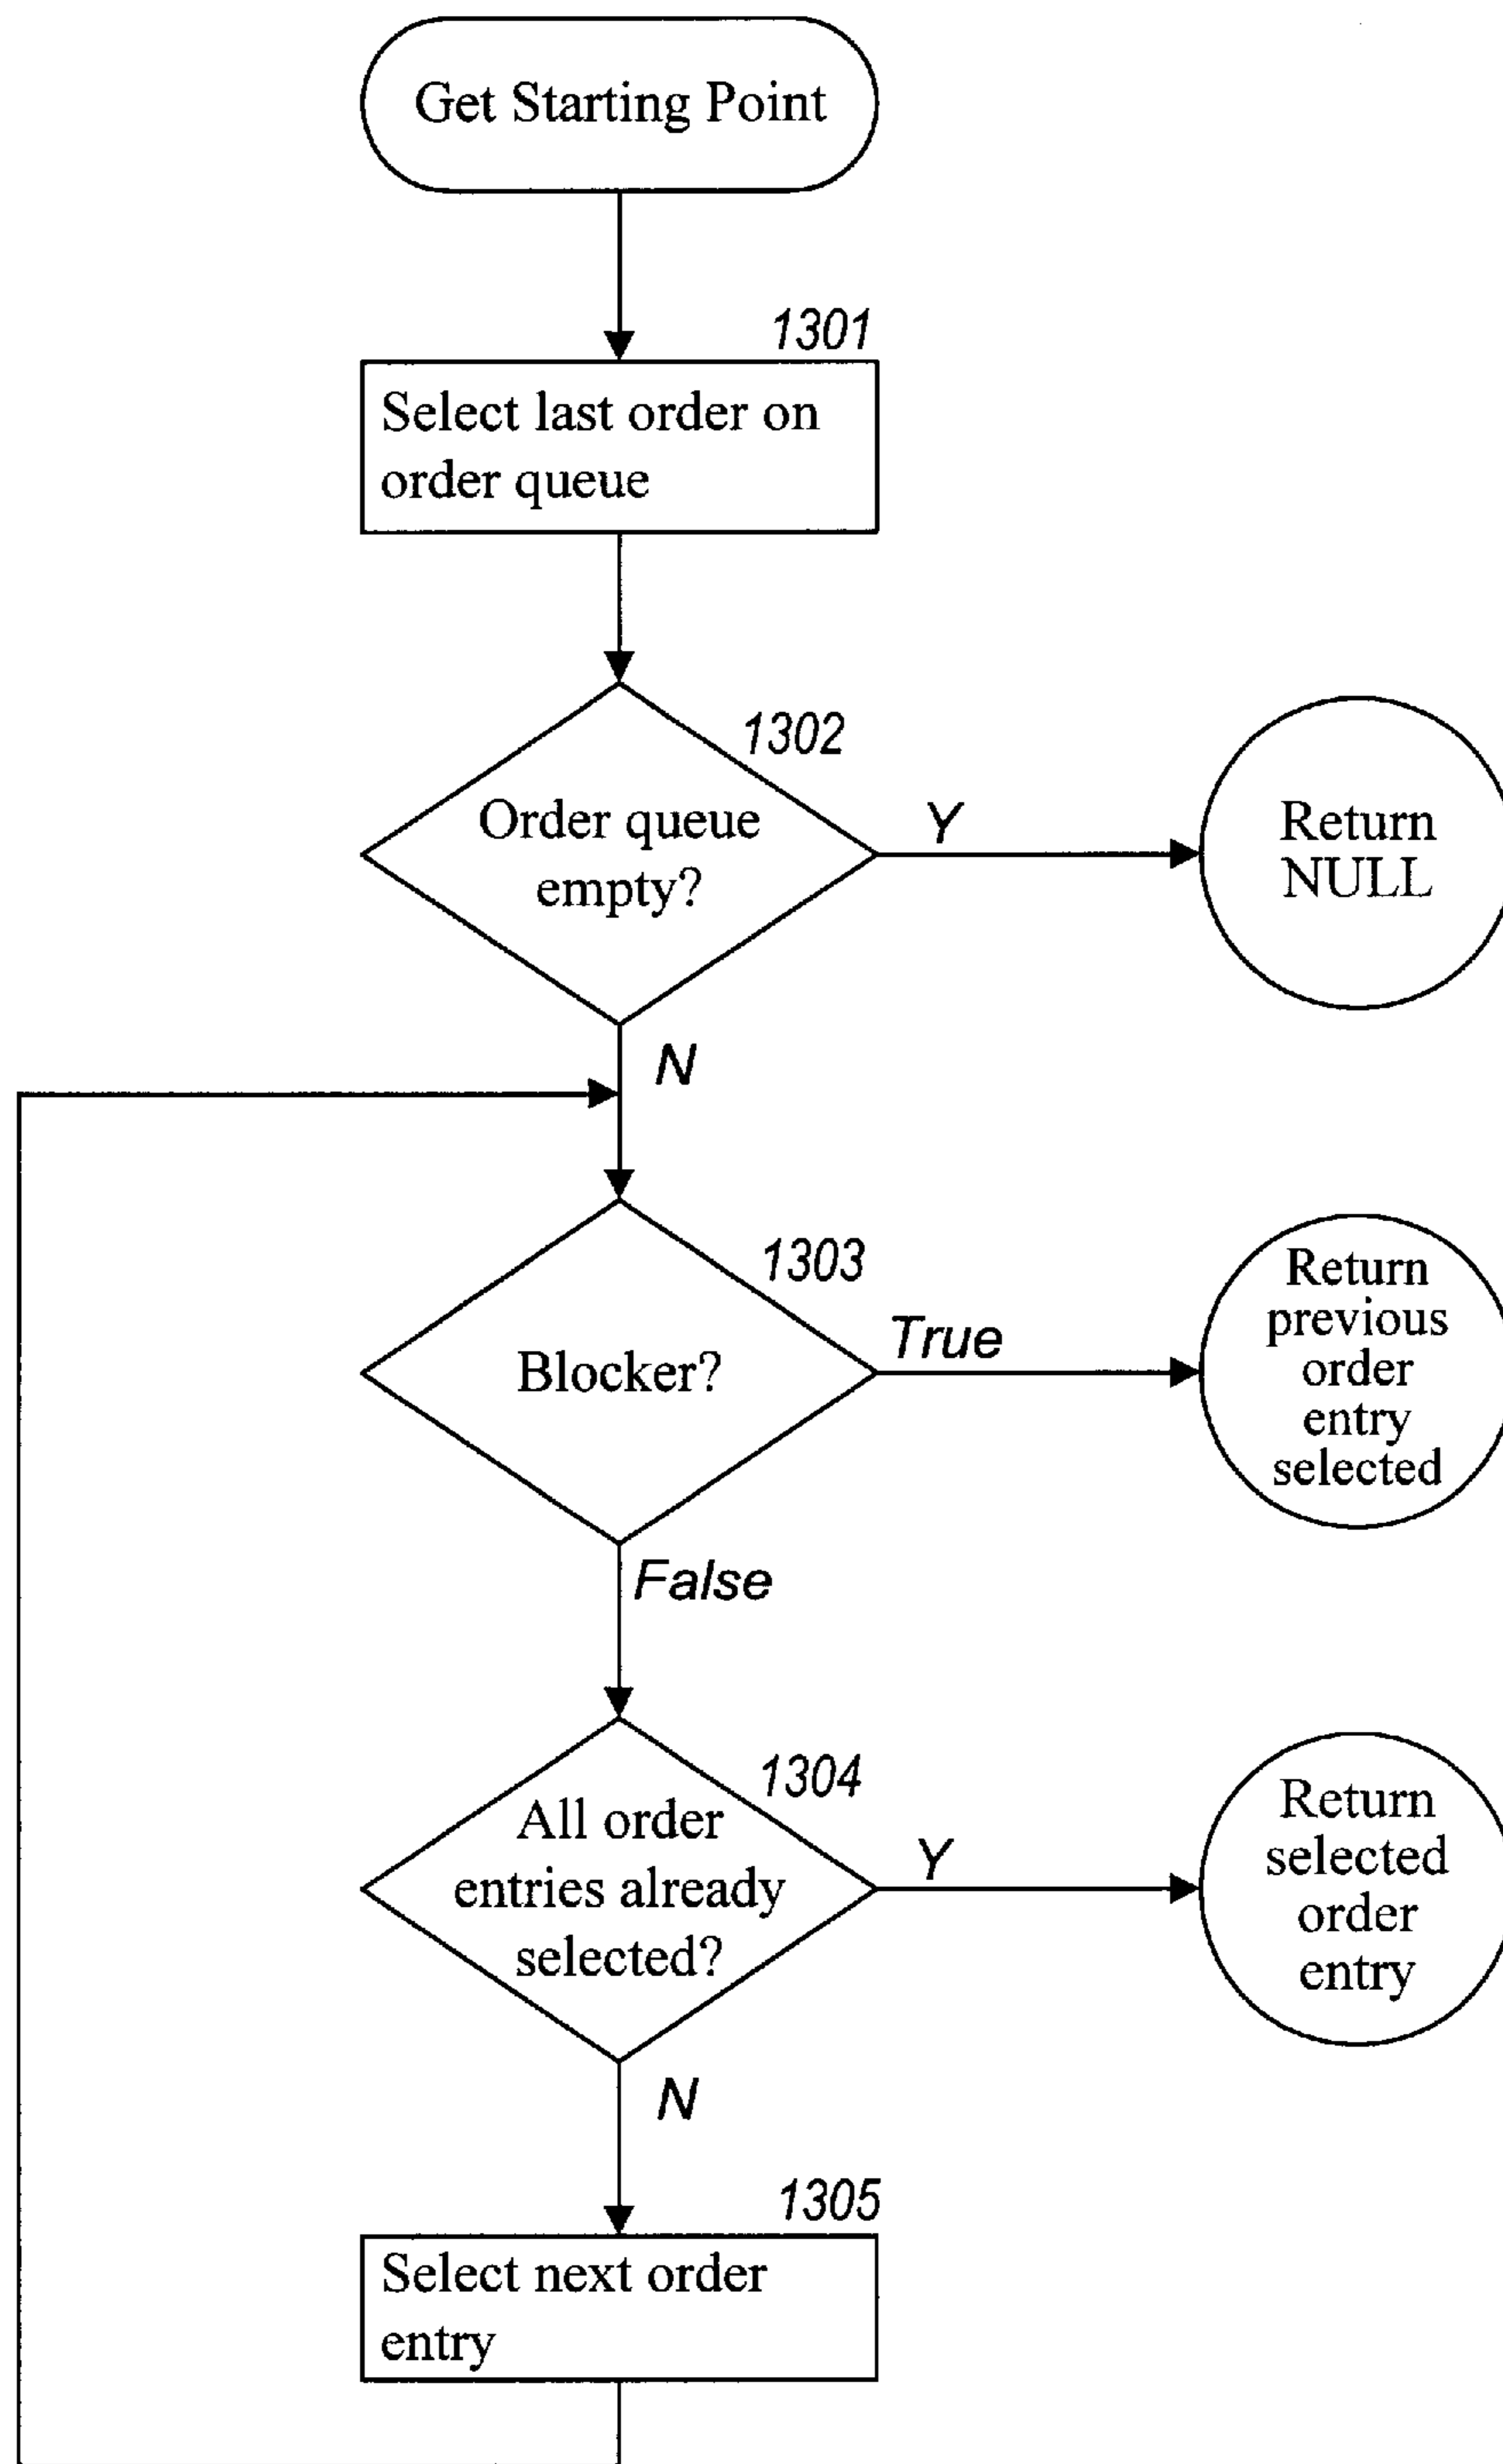 Get Starting Point
1301
Select last order on
order queue
1302
Order queue
empty?
Y
Return
NULL
N
1303
Blocker?
True
Return
previous
order
entry
selected
False
1304
All order
entries already
selected?
Y
Return
selected
order
entry
N
1305
Select next order
entry